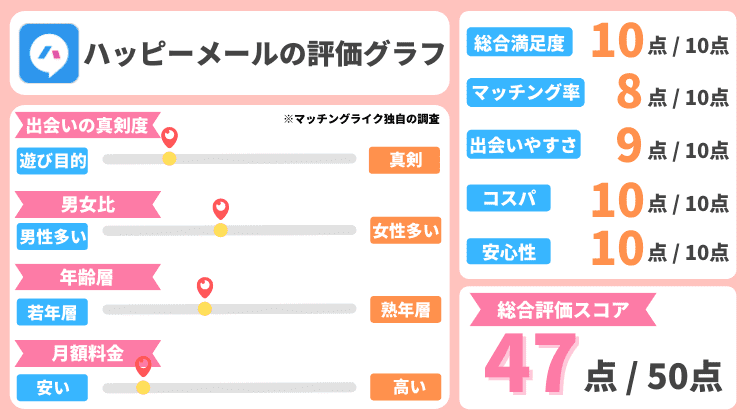 ハッピーメールの評価グラフ
出会いの真剣度
※マッチングライク独自の調査
遊び目的
真剣
男女比
男性多い
女性多い
年齢層
若年層
熟年層
月額料金
安い
高い
総合満足度 10点 / 10点
マッチング率 8点 / 10点
出会いやすさ 9点 / 10点
コスパ 10点 / 10点
安心性 10点 / 10点
総合評価スコア
47点 / 50点